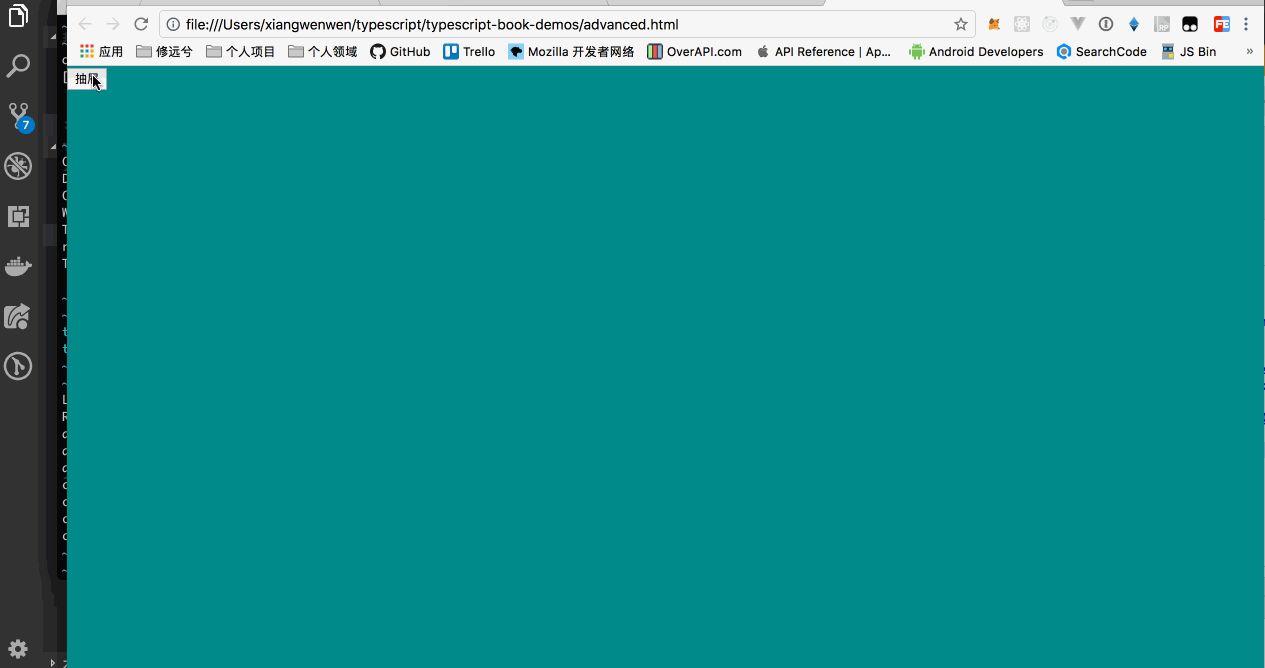 file:///Users/xiangwenwen/typescript/typescript-book-demos/advanced.html
应用 修远兮 个人项目 个人领域 GitHub Trello Mozilla 开发者网络 OverAPI.com API Reference | Ap... Android Developers SearchCode JS Bin »
抽
7